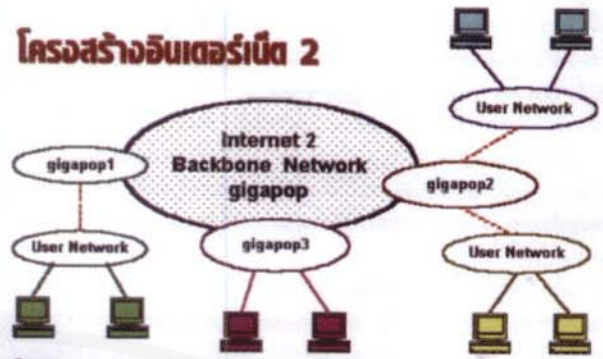 โครงสร้างอินเตอร์เน็ต 2
User Network
Internet 2
Backbone Network
gigapop
gigapop1
gigapop2
User Network
gigapop3
User Network